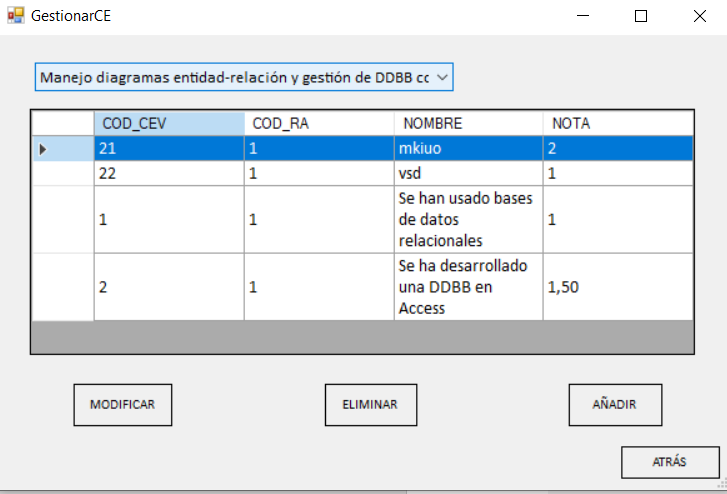 GestionarCE
Manejo diagramas entidad-relación y gestión de DDBB cc
COD_CEV COD_RA NOMBRE NOTA
21 1 mkiuo 2
22 1 vsd 1
Se han usado bases
1 1 de datos 1
relacionales
Se ha desarrollado
2 1 una DDBB en 1,50
Access
MODIFICAR ELIMINAR AÑADIR
ATRÁS